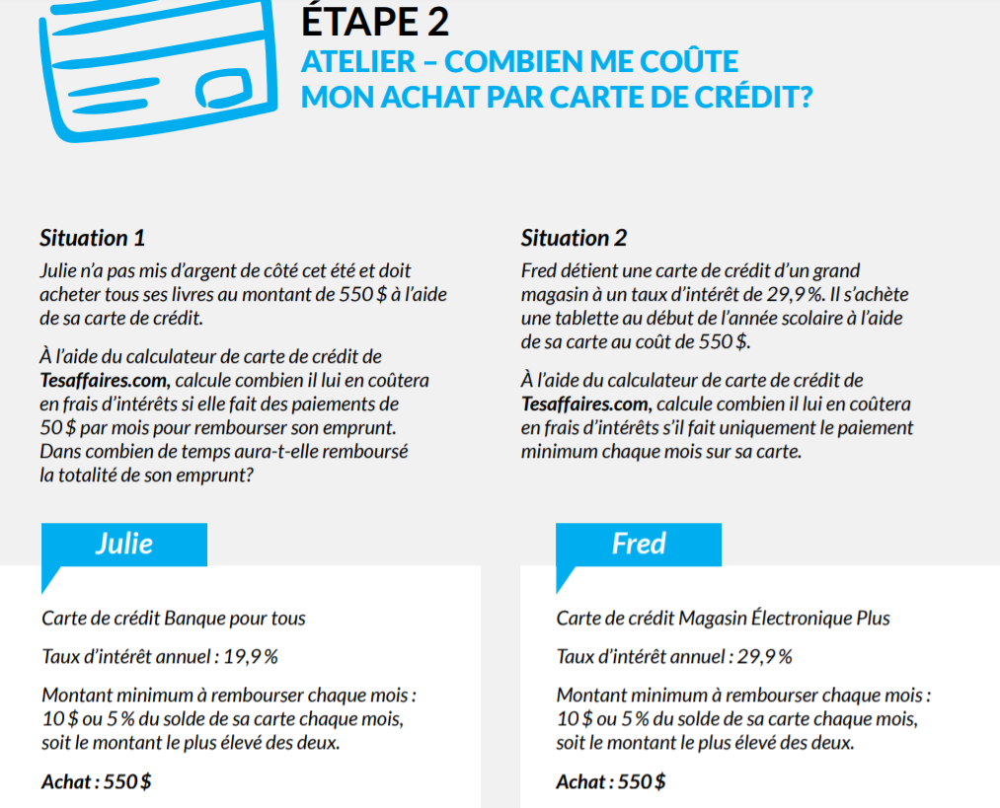 ÉTAPE 2
ATELIER – COMBIEN ME COÛTE
MON ACHAT PAR CARTE DE CRÉDIT?
Situation 1
Julie n’a pas mis d’argent de côté cet été et doit
acheter tous ses livres au montant de 550 $ à l’aide
de sa carte de crédit.
À l’aide du calculateur de carte de crédit de
Tesaffaires.com, calcule combien il lui en coûtera
en frais d’intérêts si elle fait des paiements de
50 $ par mois pour rembourser son emprunt.
Dans combien de temps aura-t-elle remboursé
la totalité de son emprunt?
Julie
Carte de crédit Banque pour tous
Taux d’intérêt annuel : 19,9 %
Montant minimum à rembourser chaque mois :
10 $ ou 5 % du solde de sa carte chaque mois,
soit le montant le plus élevé des deux.
Achat : 550 $
Situation 2
Fred détient une carte de crédit d’un grand
magasin à un taux d’intérêt de 29,9 %. Il s’achète
une tablette au début de l’année scolaire à l’aide
de sa carte au coût de 550 $.
À l’aide du calculateur de carte de crédit de
Tesaffaires.com, calcule combien il lui en coûtera
en frais d’intérêts s’il fait uniquement le paiement
minimum chaque mois sur sa carte.
Fred
Carte de crédit Magasin Électronique Plus
Taux d’intérêt annuel : 29,9 %
Montant minimum à rembourser chaque mois :
10 $ ou 5 % du solde de sa carte chaque mois,
soit le montant le plus élevé des deux.
Achat : 550 $